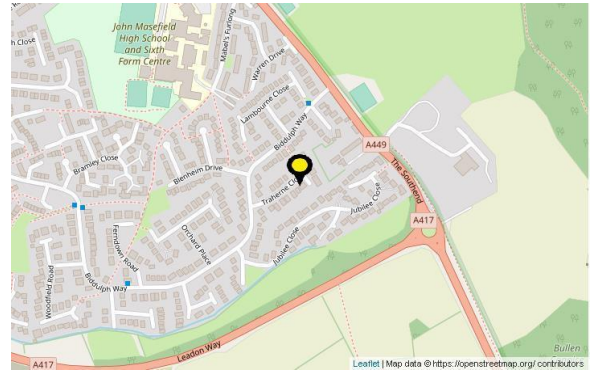 John Masefield
High School
and Sixth
Form Centre
h Close
Mabel's Furlong
Warren Drive
Lambourne Close
Biddulph Way
A449
The Southend
Bramley Close
Blenheim Drive
Traherne Clo
Jubilee Close
A417
Orchard Place
Jubilee Close
Ferndown Road
Woodfield Road
Biddulph Way
Leadon Way
A417
Bullen
Leaflet | Map data © https://openstreetmap.org/ contributors